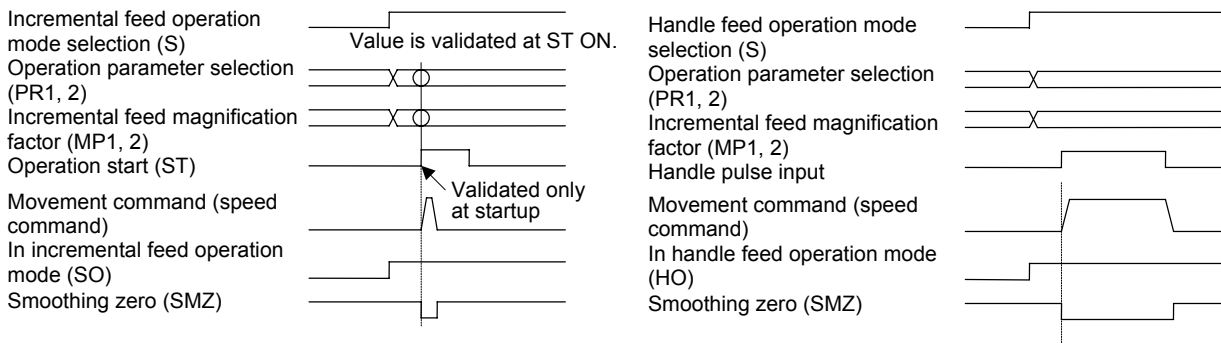 Incremental feed operation
mode selection (S)
Value is validated at ST ON.
Operation parameter selection
(PR1, 2)
Incremental feed magnification
factor (MP1, 2)
Operation start (ST)
Validated only
at startup
Movement command (speed
command)
In incremental feed operation
mode (SO)
Smoothing zero (SMZ)
Handle feed operation mode
selection (S)
Operation parameter selection
(PR1, 2)
Incremental feed magnification
factor (MP1, 2)
Handle pulse input
Movement command (speed
command)
In handle feed operation mode
(HO)
Smoothing zero (SMZ)